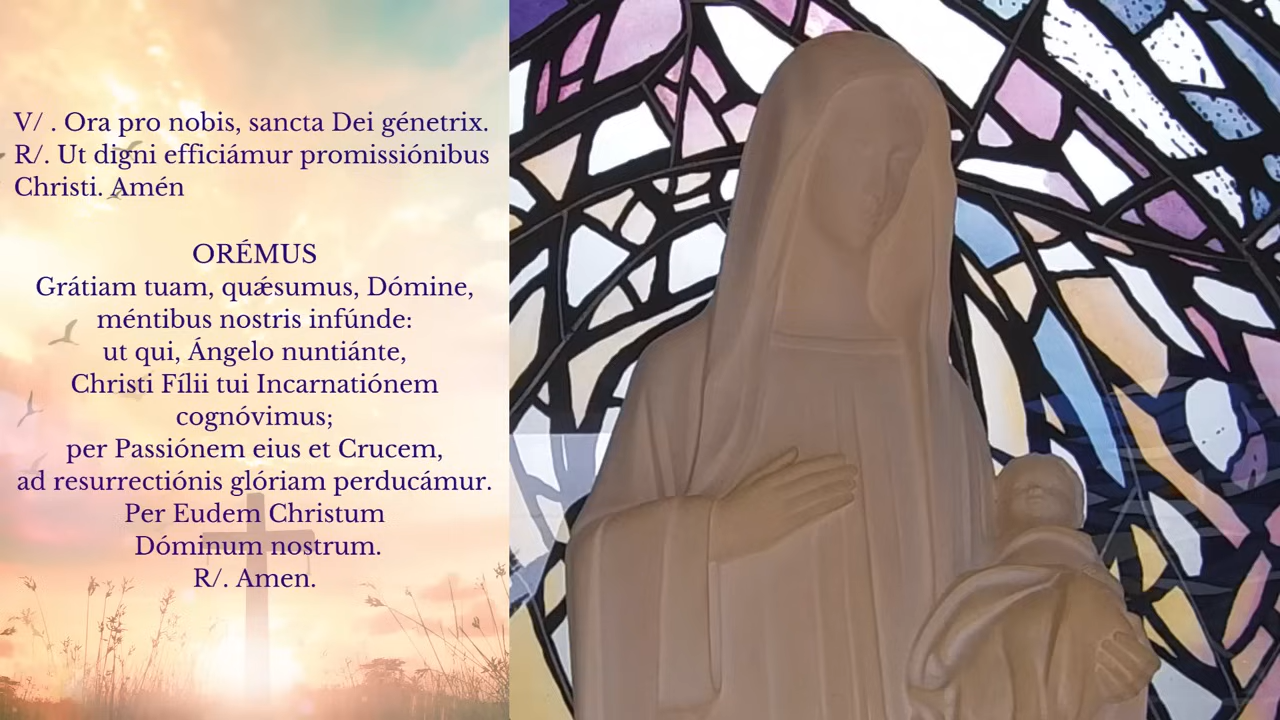 V/ . Ora pro nobis, sancta Dei génetrix.
R/. Ut digni efficiámur promissiónibus
Christi. Amén
ORÉMUS
Grátiam tuam, quǽsumus, Dómine,
méntibus nostris infúnde:
ut qui, Ángelo nuntiánte,
Christi Fílii tui Incarnatiónem
cognóvimus;
per Passiónem eius et Crucem,
ad resurrectiónis glóriam perducámur.
Per Eudem Christum
Dóminum nostrum.
R/. Amen.